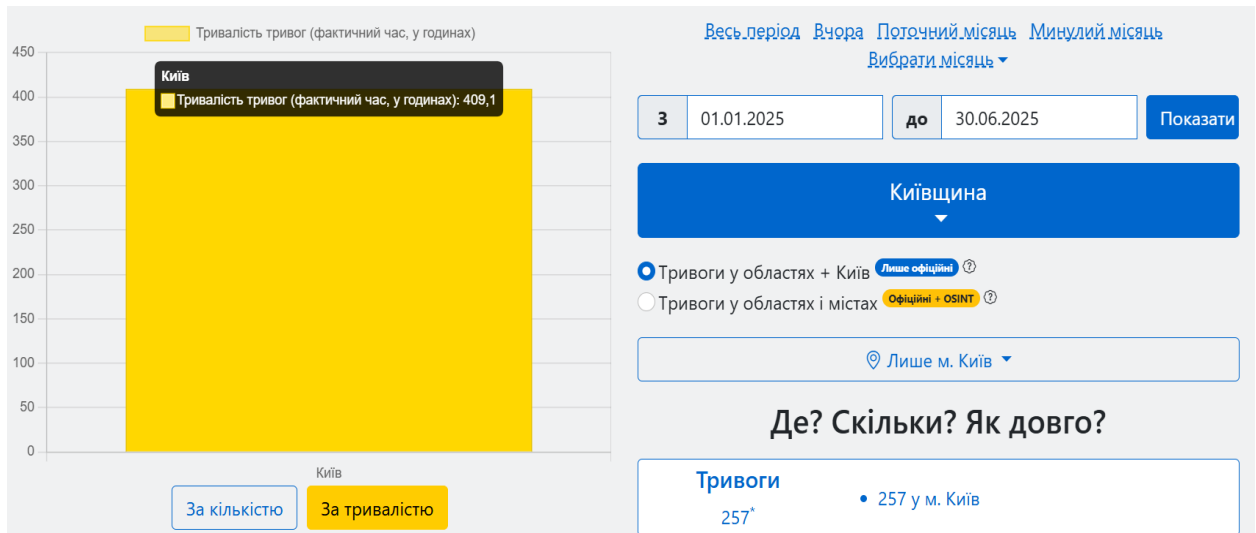 Тривалість тривог (фактичний час, у годинах)
450
400
350
300
250
200
150
100
50
0
Київ
Тривалість тривог (фактичний час, у годинах): 409,1
Київ
За кількістю За тривалістю
Весь період Вчора Поточний місяць Минулий місяць
Вибрати місяць
З 01.01.2025 до 30.06.2025 Показати
Київщина
Тривоги у областях + Київ Лише офіційні ?
Тривоги у областях і містах Офіційні + OSINT ?
Лише м. Київ
Де? Скільки? Як довго?
Тривоги
257*
• 257 у м. Київ